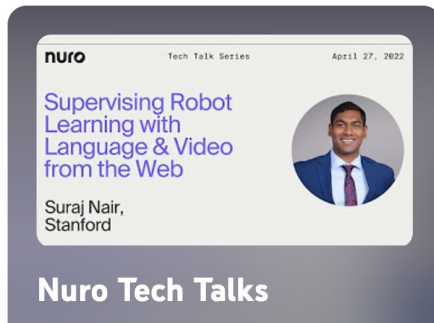 nuro
Tech Talk Series
April 27, 2022
Supervising Robot
Learning with
Language & Video
from the Web
Suraj Nair,
Stanford
Nuro Tech Talks